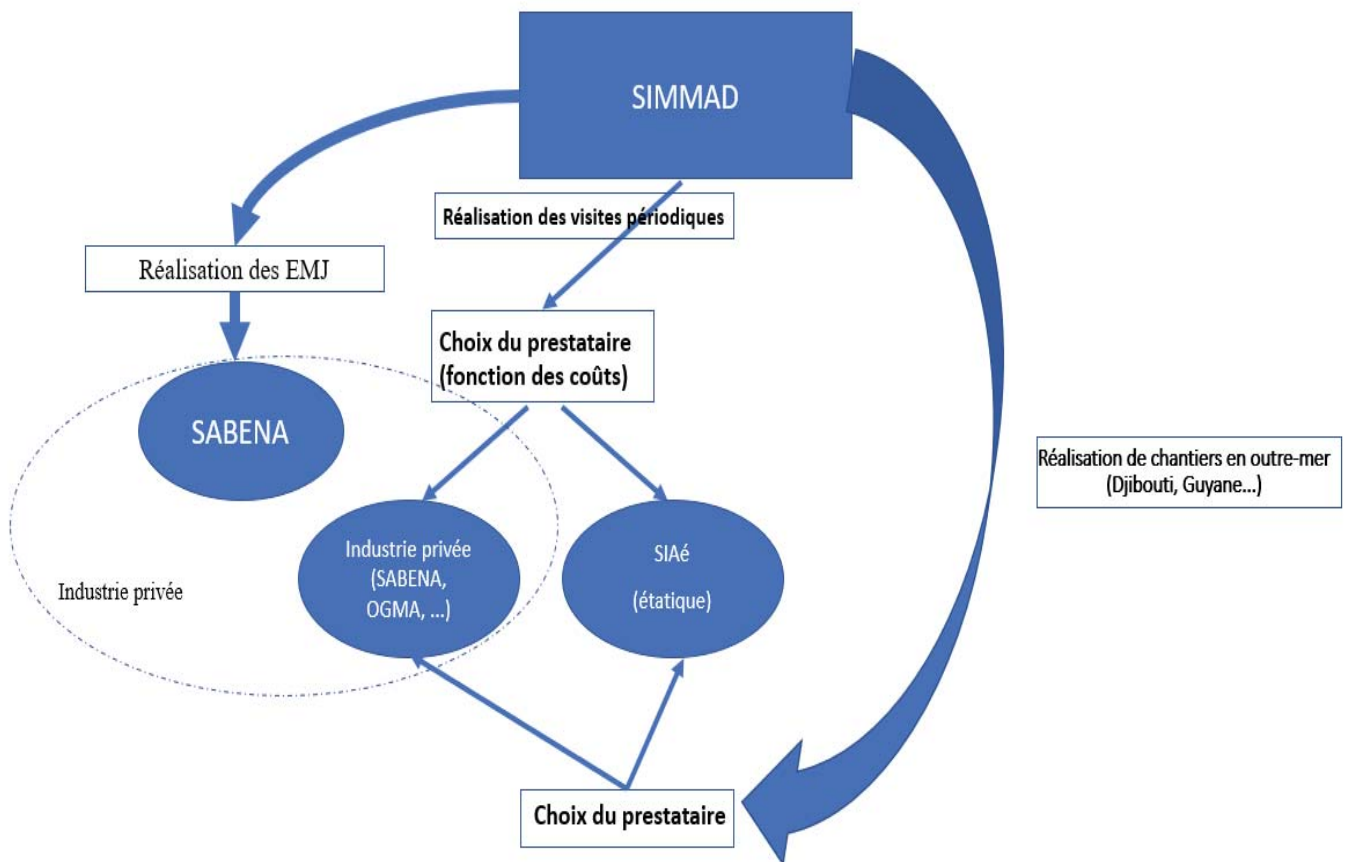 SIMMAD
Réalisation des visites périodiques
Réalisation des EMJ
Choix du prestataire
(fonction des coûts)
SABENA
Réalisation de chantiers en outre-mer
(Djibouti, Guyane...)
Industrie privée
(SABENA,
OGMA, ...)
SIAé
(étatique)
Industrie privée
Choix du prestataire